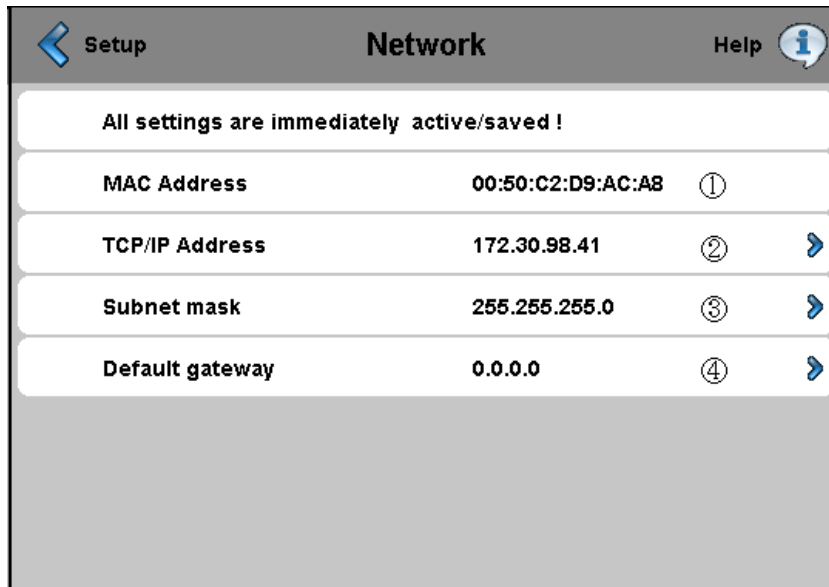 Setup Network Help
All settings are immediately active/saved !
MAC Address 00:50:C2:D9:AC:A8 ①
TCP/IP Address 172.30.98.41 ②
Subnet mask 255.255.255.0 ③
Default gateway 0.0.0.0 ④